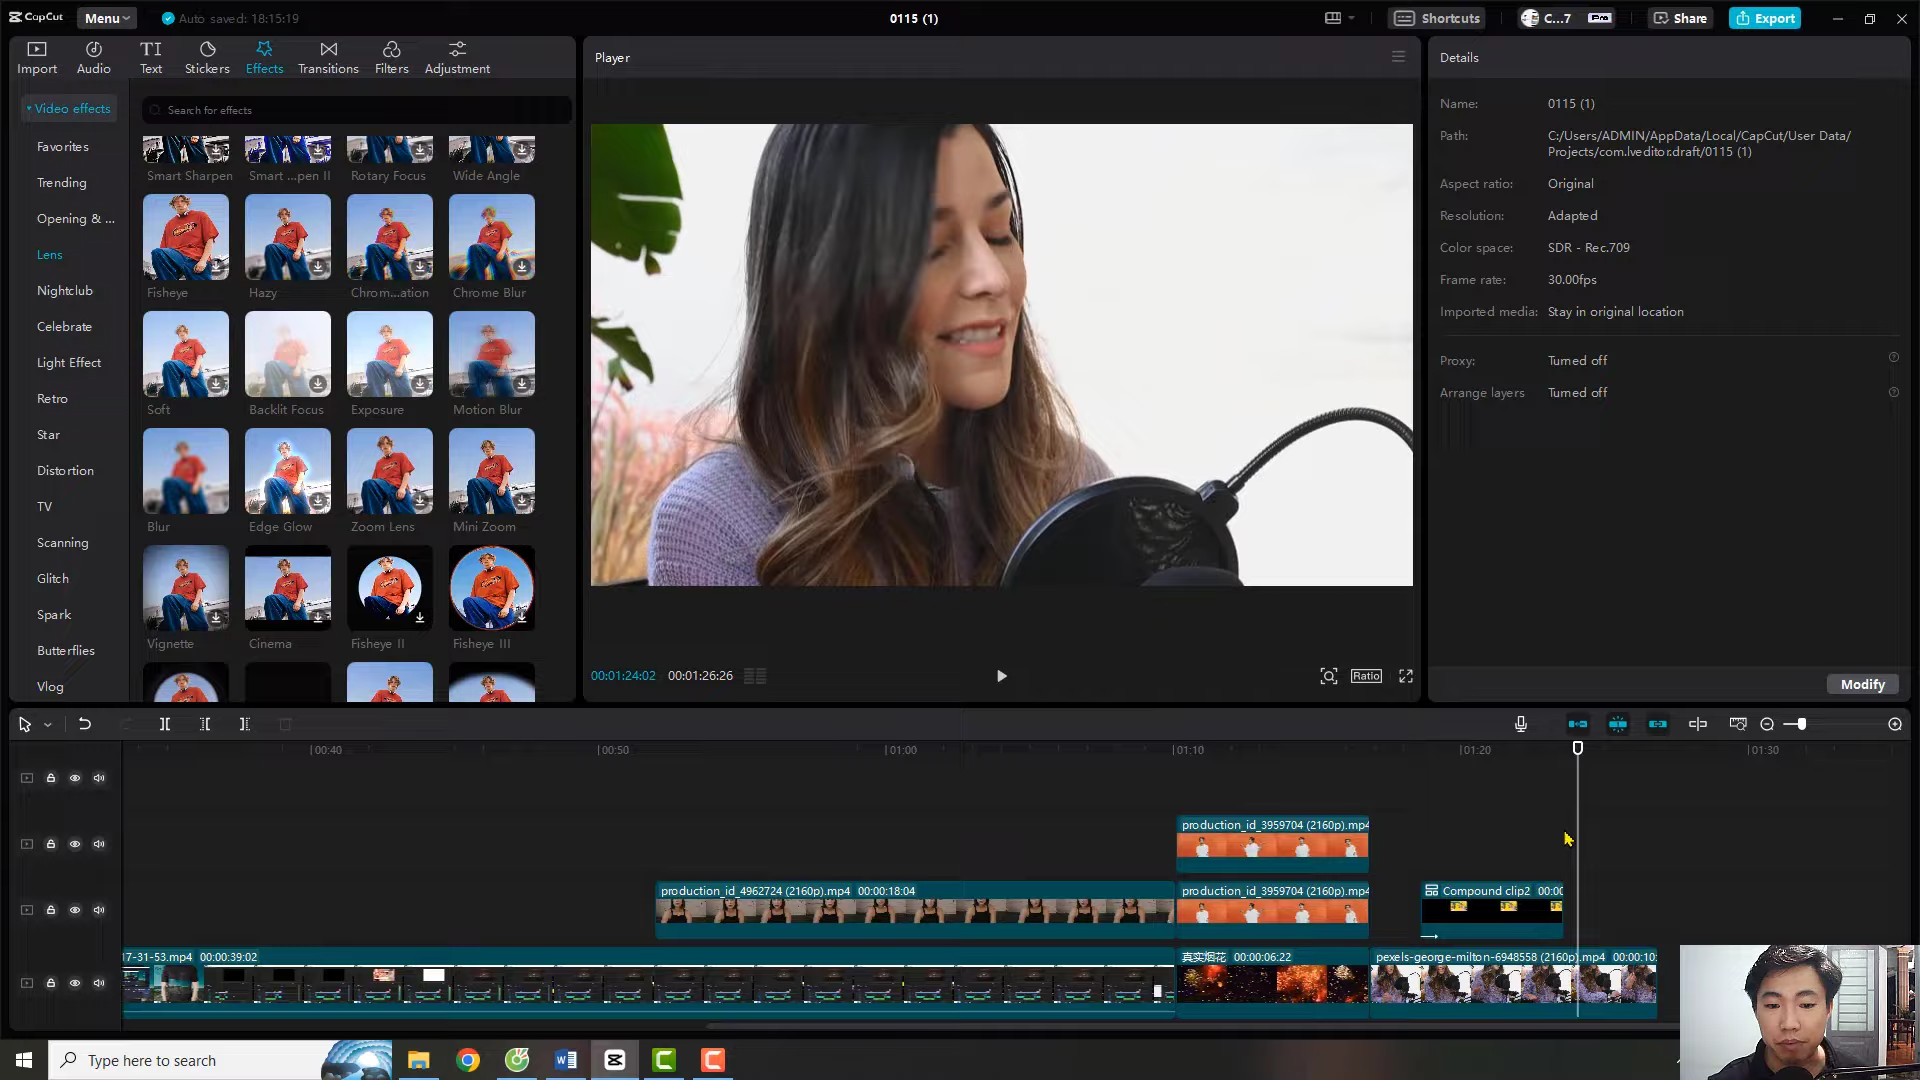 CapCut
Menu
Auto saved: 18:15:19
0115 (1)
Shortcuts
C...7
Pro
Share
Export
Import
Audio
TI
Text
Stickers
Effects
Transitions
Filters
Adjustment
Video effects
Search for effects
Favorites
Trending
Opening & ...
Lens
Nightclub
Celebrate
Light Effect
Retro
Star
Distortion
TV
Scanning
Glitch
Spark
Butterflies
Vlog
Smart Sharpen
Smart ...pen II
Rotary Focus
Wide Angle
Fisheye
Hazy
Chrom...ation
Chrome Blur
Soft
Backlit Focus
Exposure
Motion Blur
Blur
Edge Glow
Zoom Lens
Mini Zoom
Vignette
Cinema
Fisheye II
Fisheye III
Player
00:01:24:02
00:01:26:26
Ratio
Details
Name:
0115 (1)
Path:
C:/Users/ADMIN/AppData/Local/CapCut/User Data/
Projects/com.lveditor.draft/0115 (1)
Aspect ratio:
Original
Resolution:
Adapted
Color space:
SDR - Rec.709
Frame rate:
30.00fps
Imported media:
Stay in original location
Proxy:
Turned off
Arrange layers
Turned off
Modify
00:40
00:50
01:00
01:10
01:20
01:30
production_id_3959704 (2160p).mp4
production_id_4962724 (2160p).mp4 00:00:18:04
production_id_3959704 (2160p).mp4
Compound clip2 00:00
17-31-53.mp4 00:00:39:02
真实烟花 00:00:06:22
pexels-george-milton-6948558 (2160p).mp4 00:00:10:
Type here to search